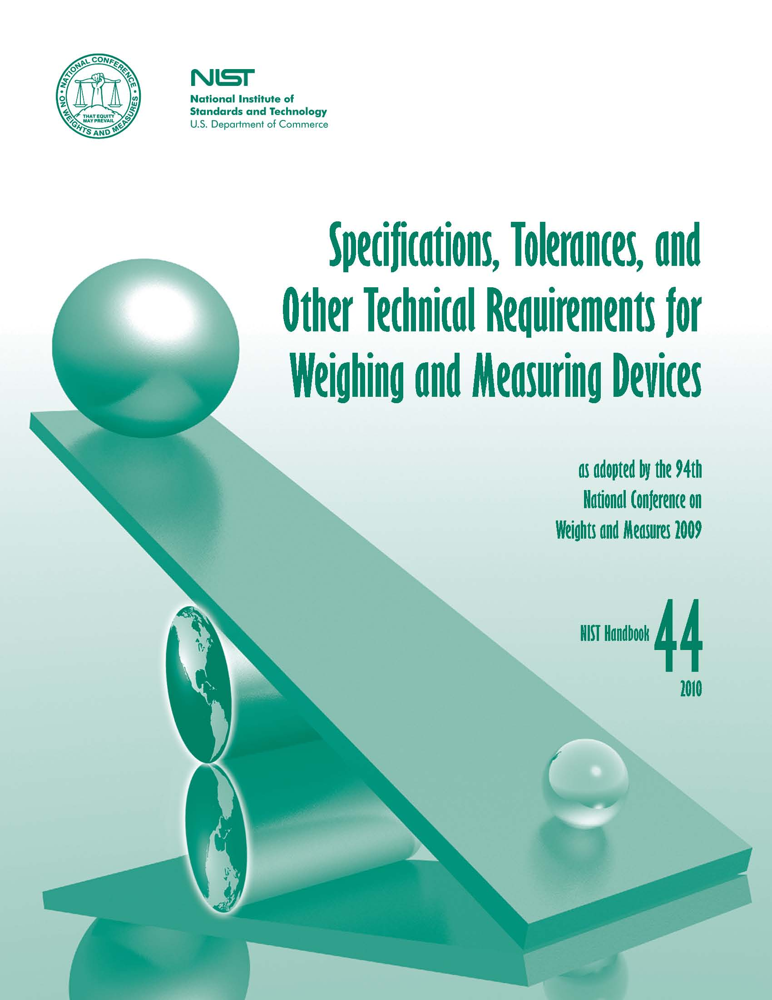 NATIONAL CONFERENCE
• ON WEIGHTS AND MEASURES •
THAT EQUITY
MAY PREVAIL
NIST
National Institute of
Standards and Technology
U.S. Department of Commerce
Specifications, Tolerances, and
Other Technical Requirements for
Weighing and Measuring Devices
as adopted by the 94th
National Conference on
Weights and Measures 2009
NIST Handbook 44
2010